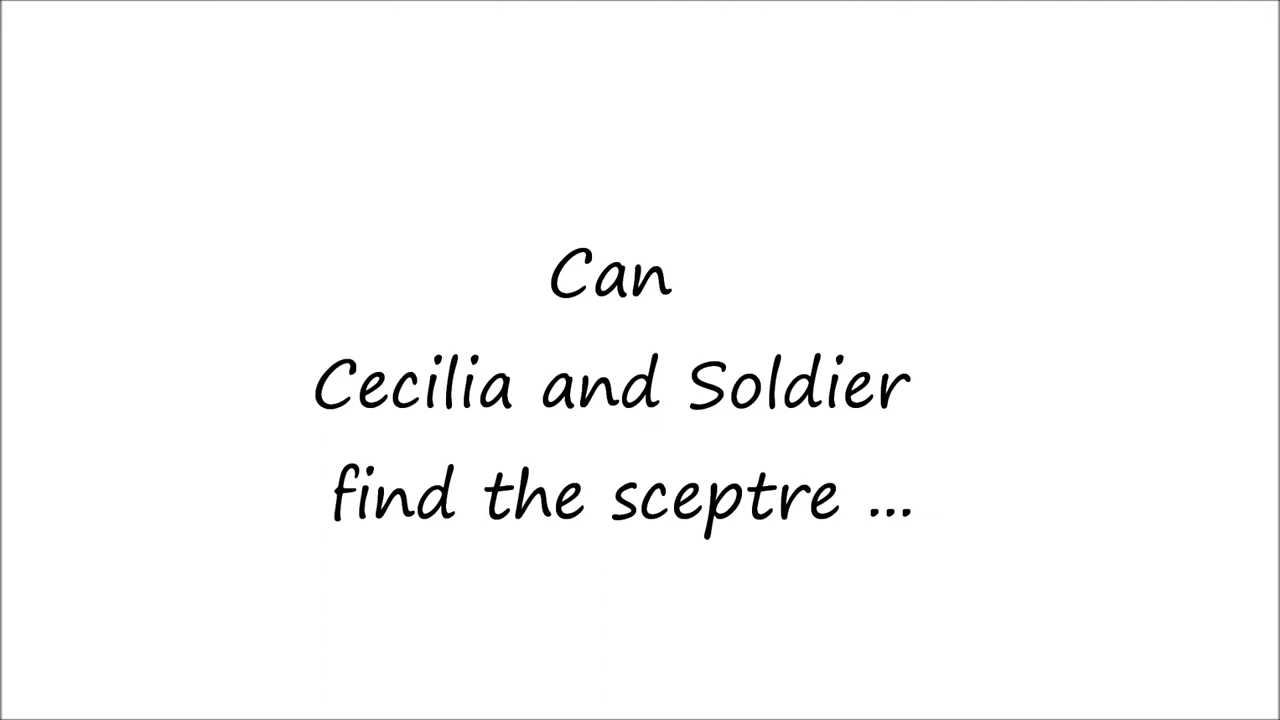 Can
Cecilia and Soldier
find the sceptre ...